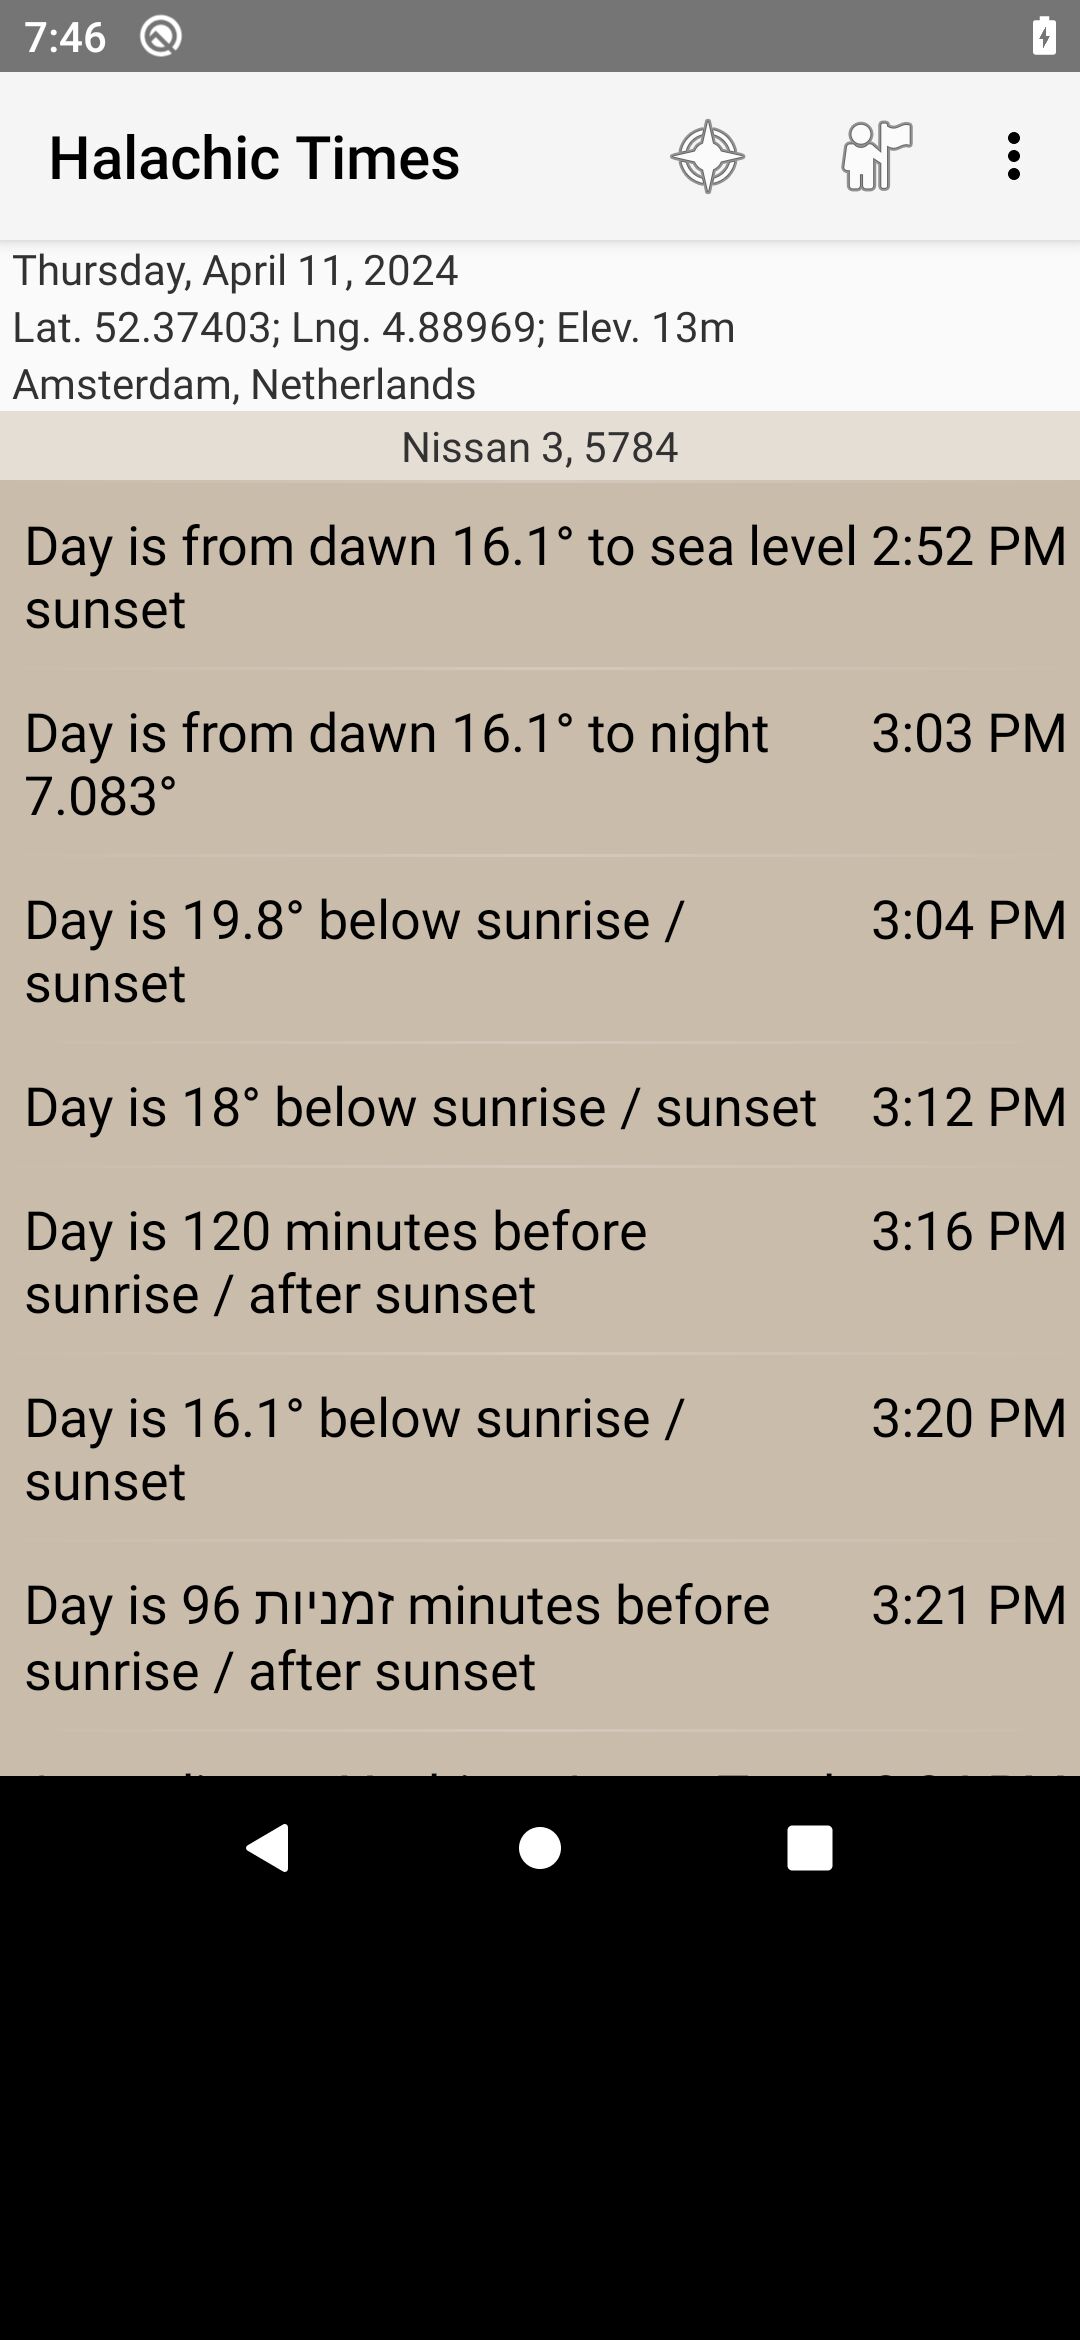 7:46
Halachic Times
Thursday, April 11, 2024
Lat. 52.37403; Lng. 4.88969; Elev. 13m
Amsterdam, Netherlands
Nissan 3, 5784
Day is from dawn 16.1° to sea level 2:52 PM
sunset
Day is from dawn 16.1° to night 3:03 PM
7.083°
Day is 19.8° below sunrise / 3:04 PM
sunset
Day is 18° below sunrise / sunset 3:12 PM
Day is 120 minutes before 3:16 PM
sunrise / after sunset
Day is 16.1° below sunrise / 3:20 PM
sunset
Day is 96 זמניות minutes before 3:21 PM
sunrise / after sunset